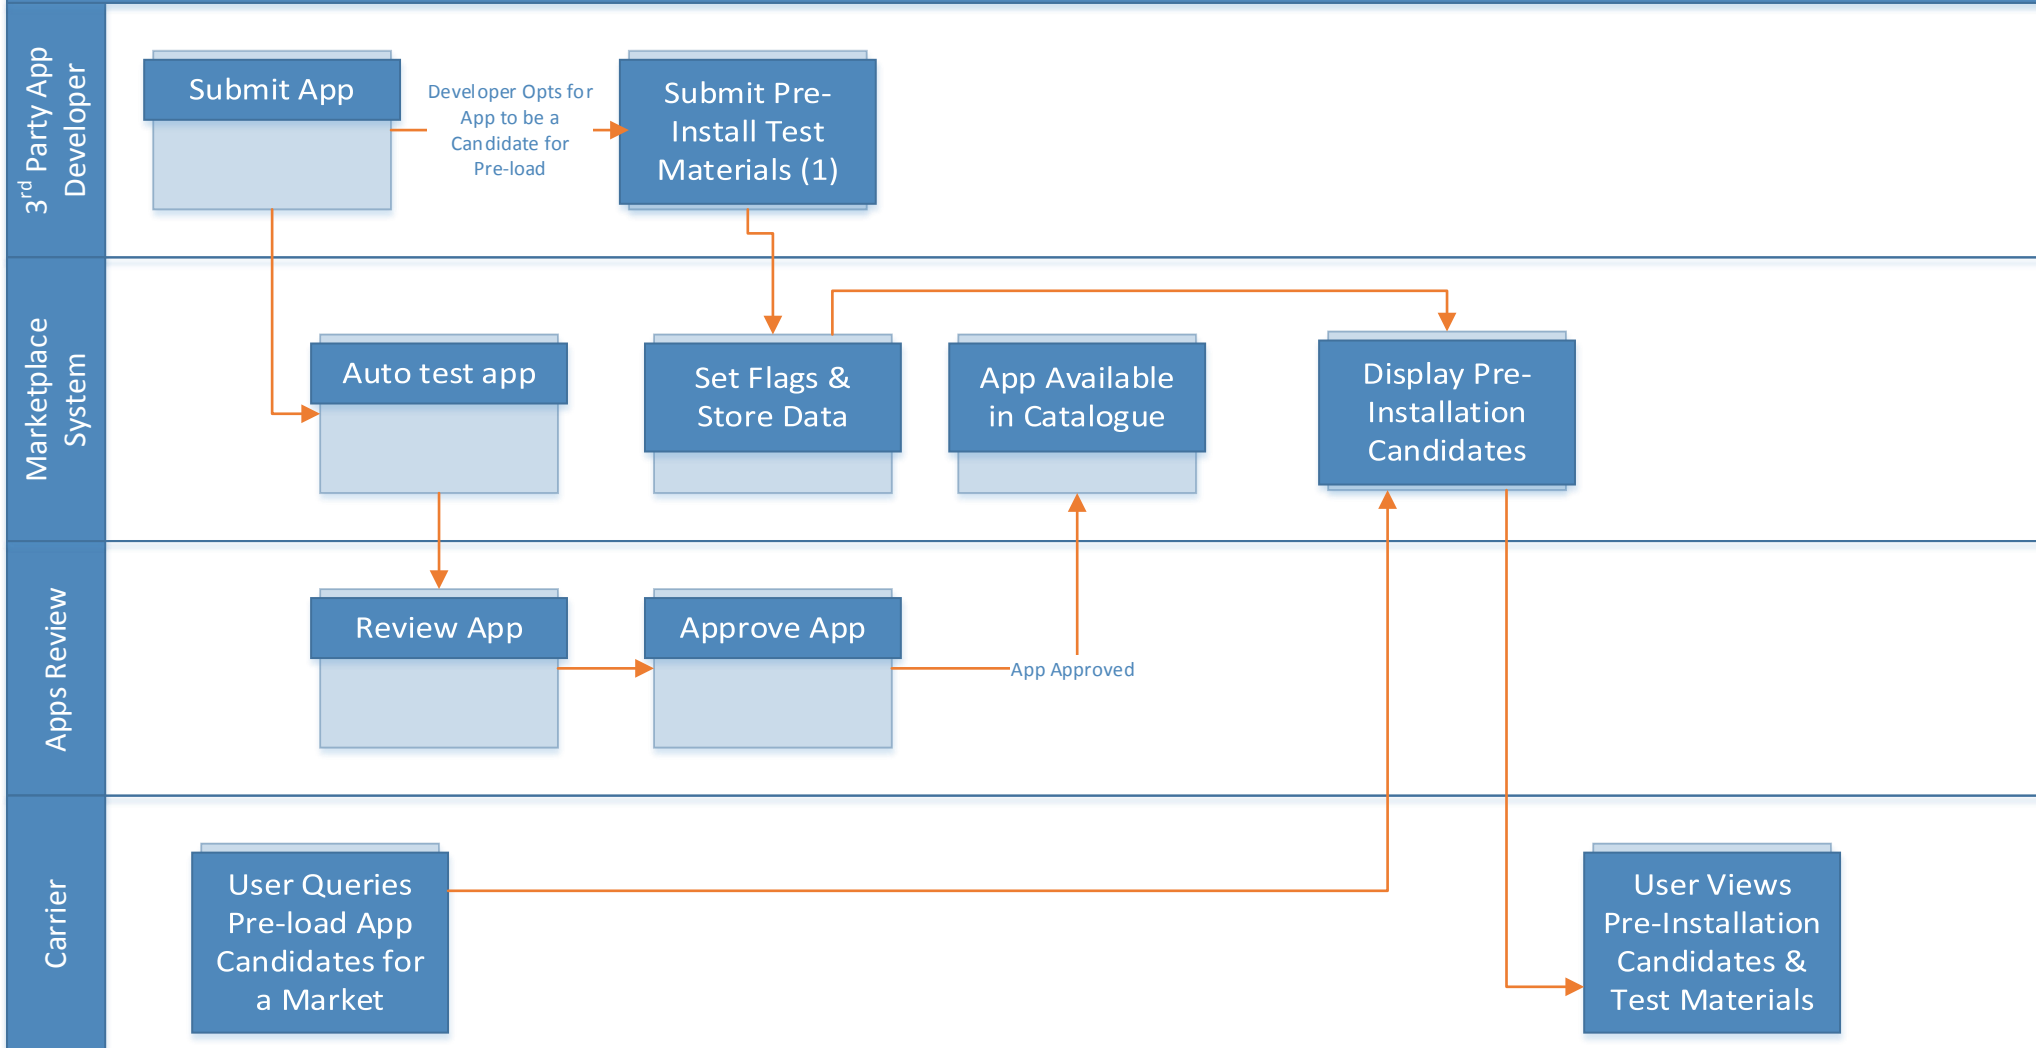 3rd Party App
Developer
Submit App
Developer Opts for
App to be a
Candidate for
Pre-load
Submit Pre-
Install Test
Materials (1)
Marketplace
System
Auto test app
Set Flags &
Store Data
App Available
in Catalogue
Display Pre-
Installation
Candidates
Apps Review
Review App
Approve App
App Approved
Carrier
User Queries
Pre-load App
Candidates for
a Market
User Views
Pre-Installation
Candidates &
Test Materials